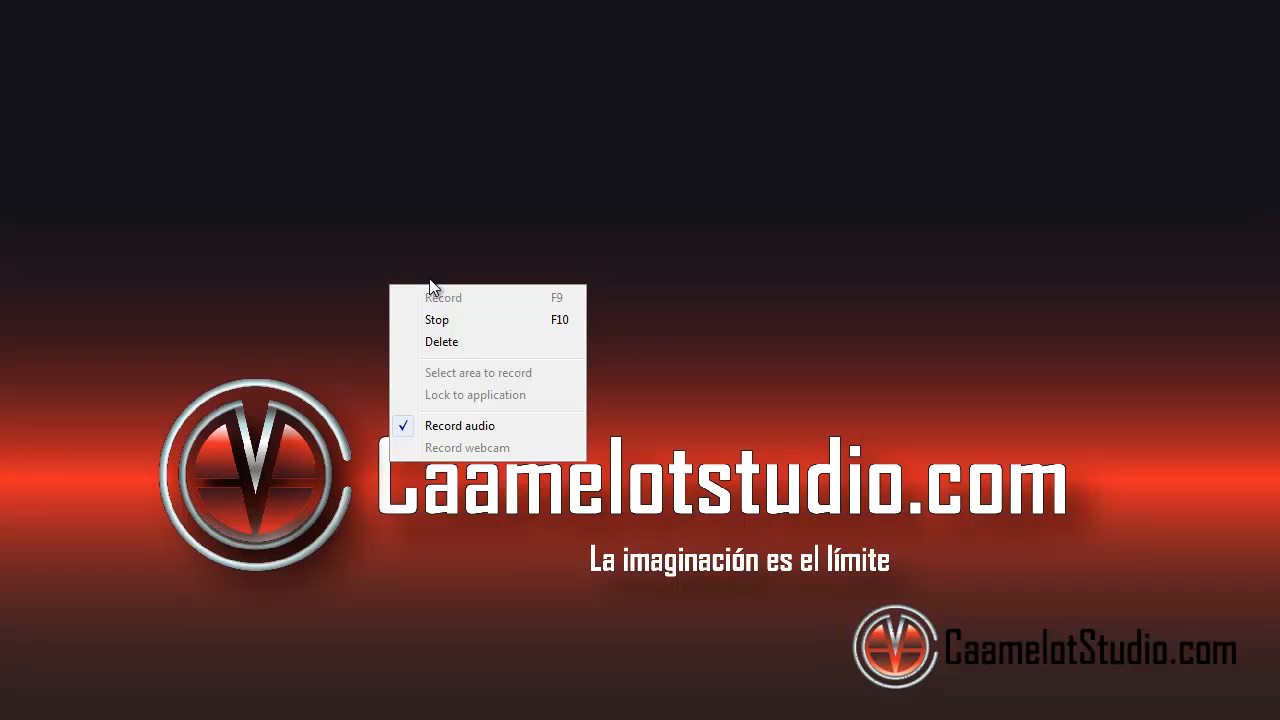 Record F9
Stop F10
Delete
Select area to record
Lock to application
Record audio
Record webcam
Caamelotstudio.com
La imaginación es el límite
CaamelotStudio.com